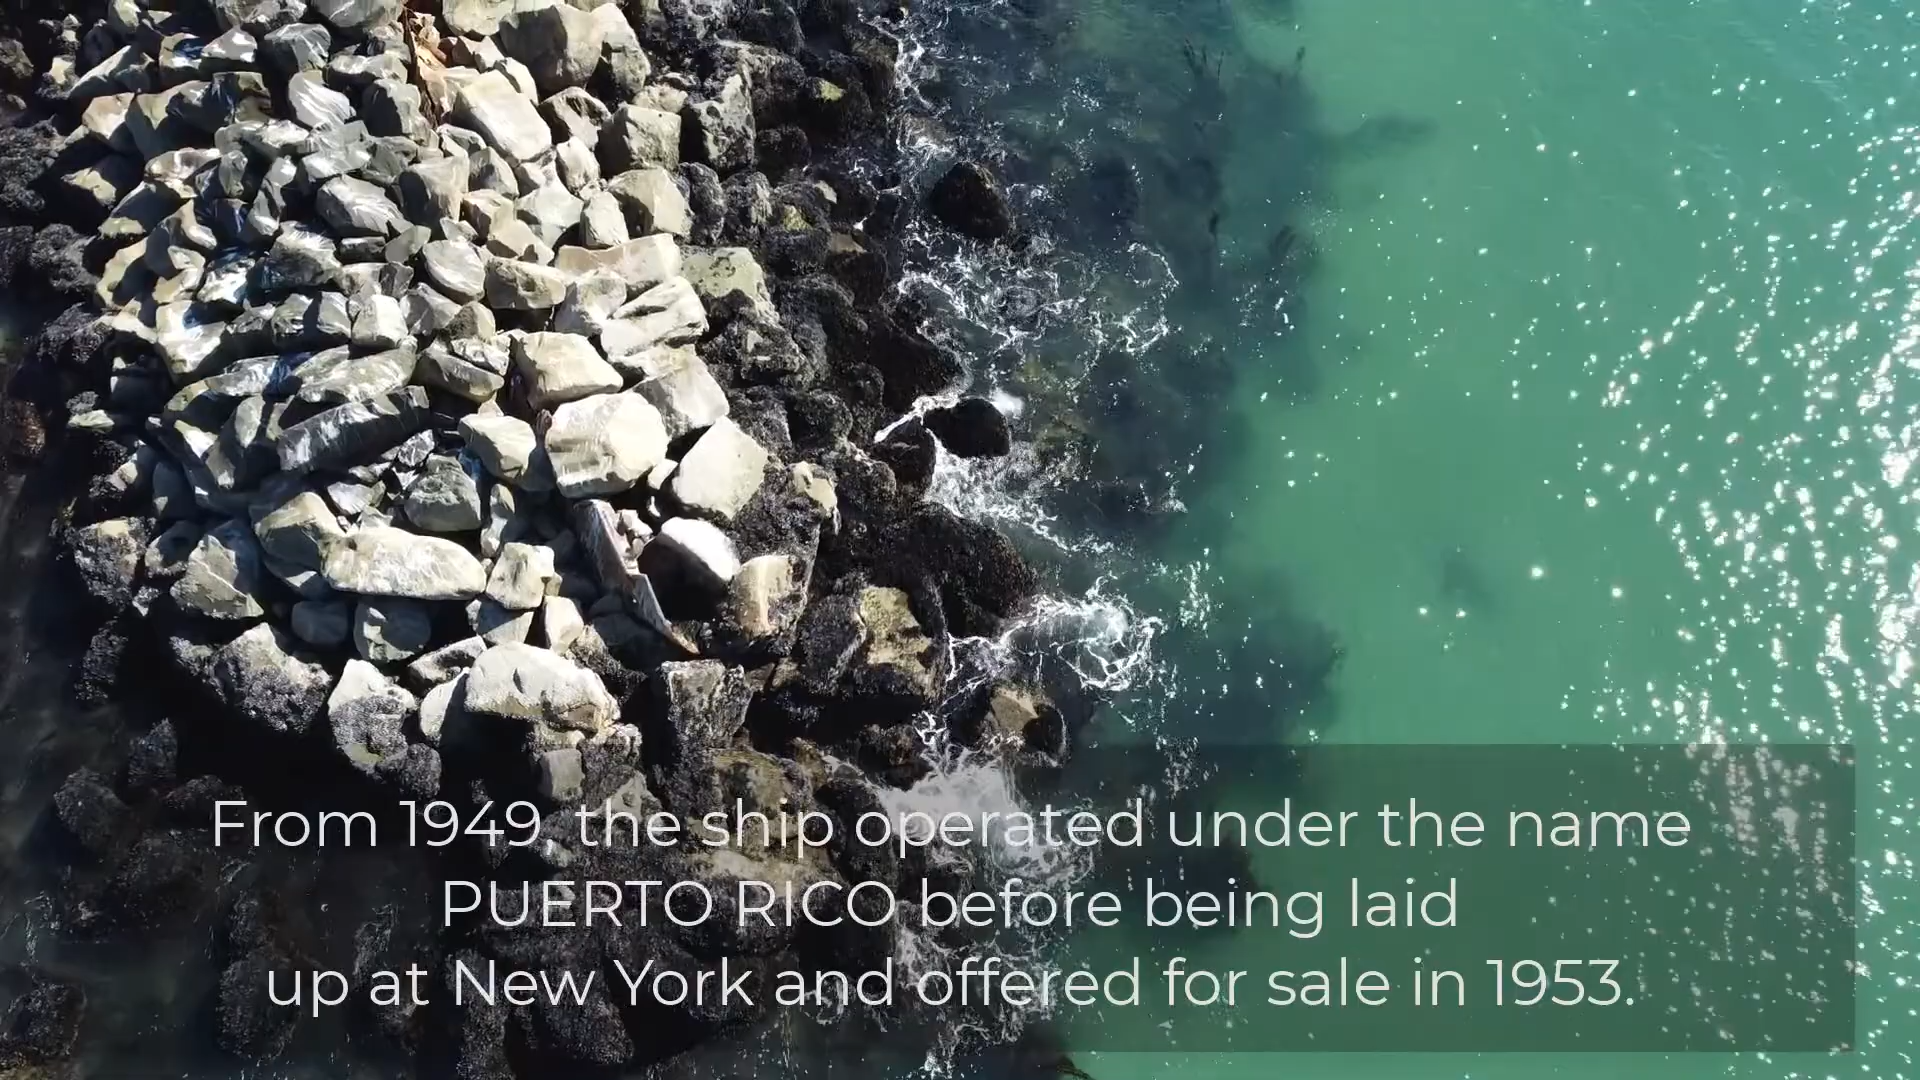 From 1949, the ship operated under the name
PUERTO RICO before being laid
up at New York and offered for sale in 1953.